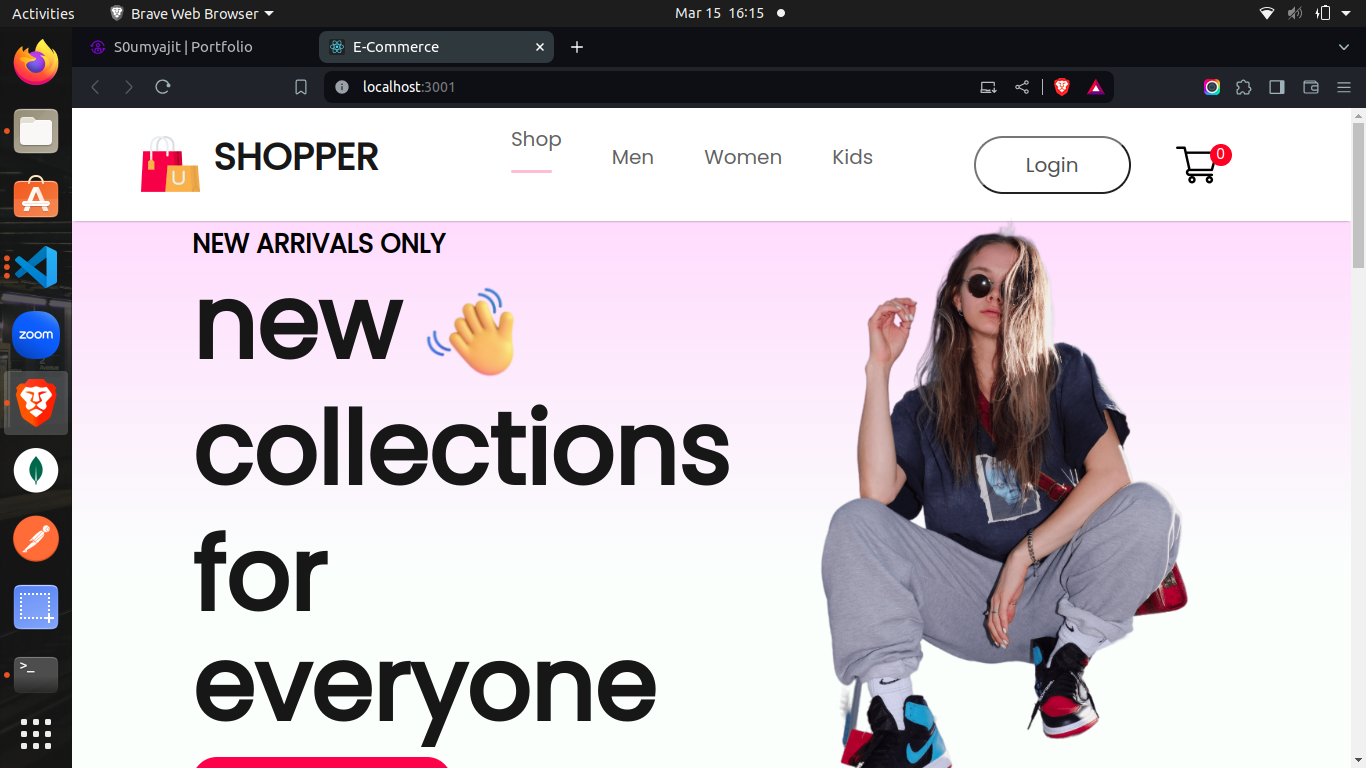 Activities
Brave Web Browser
Mar 15 16:15
S0umyajit | Portfolio
E-Commerce
localhost:3001
SHOPPER
Shop
Men
Women
Kids
Login
0
NEW ARRIVALS ONLY
new
collections
for
everyone
zoom
>_
U